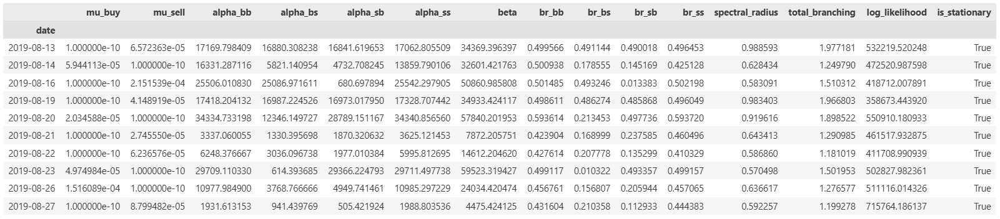 mu_buy mu_sell alpha_bb alpha_bs alpha_sb alpha_ss beta br_bb br_bs br_sb br_ss spectral_radius total_branching log_likelihood is_stationary
date
2019-08-13 1.000000e-10 6.572363e-05 17169.798409 16880.308238 16841.619653 17062.805509 34369.396397 0.499566 0.491144 0.490018 0.496453 0.988593 1.977181 532219.520248 True
2019-08-14 5.944113e-05 1.000000e-10 16331.287116 5821.140954 4732.708245 13859.790106 32601.421763 0.500938 0.178555 0.145169 0.425128 0.628434 1.249790 472520.987598 True
2019-08-16 1.000000e-10 2.151539e-04 25506.010830 25086.971611 680.697894 25542.297905 50860.985808 0.501485 0.493246 0.013383 0.502198 0.583091 1.510312 418712.007891 True
2019-08-19 1.000000e-10 4.148919e-05 17418.204132 16987.224526 16973.017950 17328.707442 34933.424117 0.498611 0.486274 0.485868 0.496049 0.983403 1.966803 358673.443920 True
2019-08-20 2.034588e-05 1.000000e-10 34334.733198 12346.149727 28789.151167 34340.856560 57840.201953 0.593614 0.213453 0.497736 0.593720 0.919616 1.898522 550910.180933 True
2019-08-21 1.000000e-10 2.745550e-05 3337.060055 1330.395698 1870.320632 3625.121453 7872.205751 0.423904 0.168999 0.237585 0.460496 0.643413 1.290985 461517.932875 True
2019-08-22 1.000000e-10 6.236576e-05 6248.376667 3036.096738 1977.010384 5995.812695 14612.204620 0.427614 0.207778 0.135299 0.410329 0.586860 1.181019 411708.990939 True
2019-08-23 4.974984e-05 1.000000e-10 29709.110330 614.393685 29366.224793 29711.497738 59523.319427 0.499117 0.010322 0.493357 0.499157 0.570498 1.501953 502827.982361 True
2019-08-26 1.516089e-04 1.000000e-10 10977.984900 3768.766666 4949.741461 10985.297229 24034.420474 0.456761 0.156807 0.205944 0.457065 0.636617 1.276577 511116.014326 True
2019-08-27 1.000000e-10 8.799482e-05 1931.613153 941.439769 505.421924 1988.803536 4475.424125 0.431604 0.210358 0.112933 0.444383 0.592257 1.199278 715764.186137 True